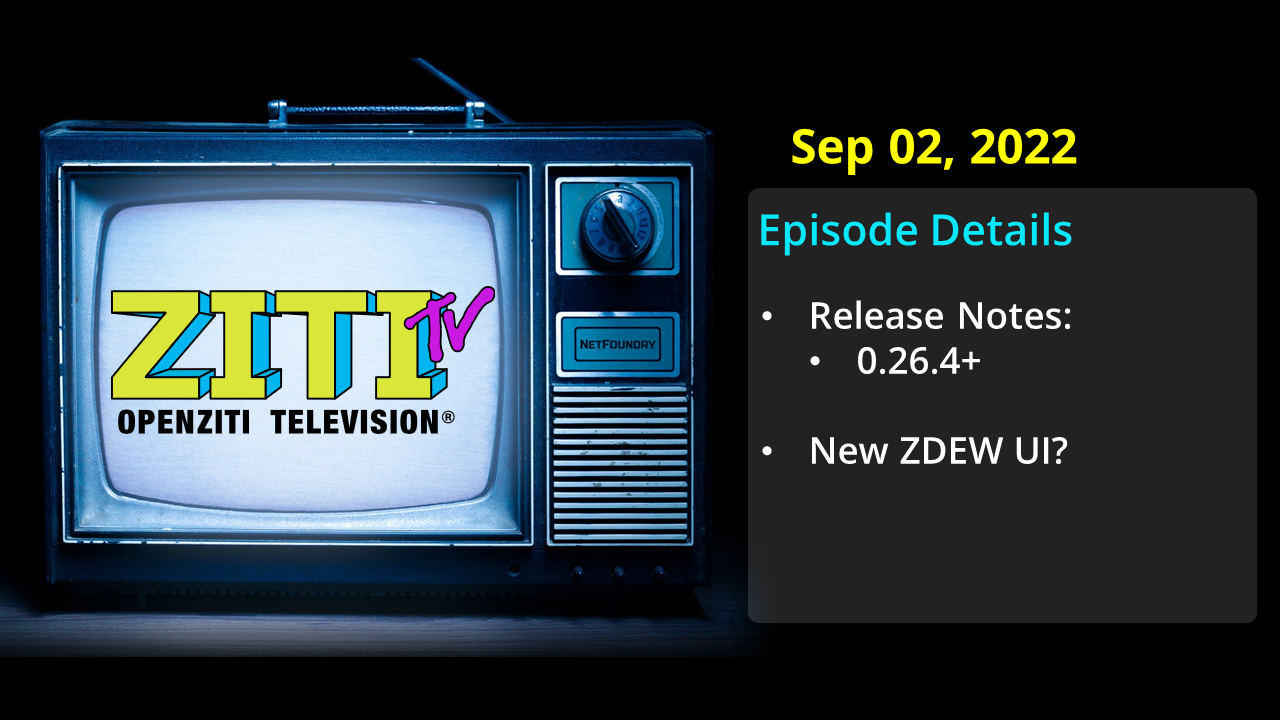 Sep 02, 2022
Episode Details
• Release Notes:
• 0.26.4+
• New ZDEW UI?
ZITI TV
OPENZITI TELEVISION®
NETFOUNDRY